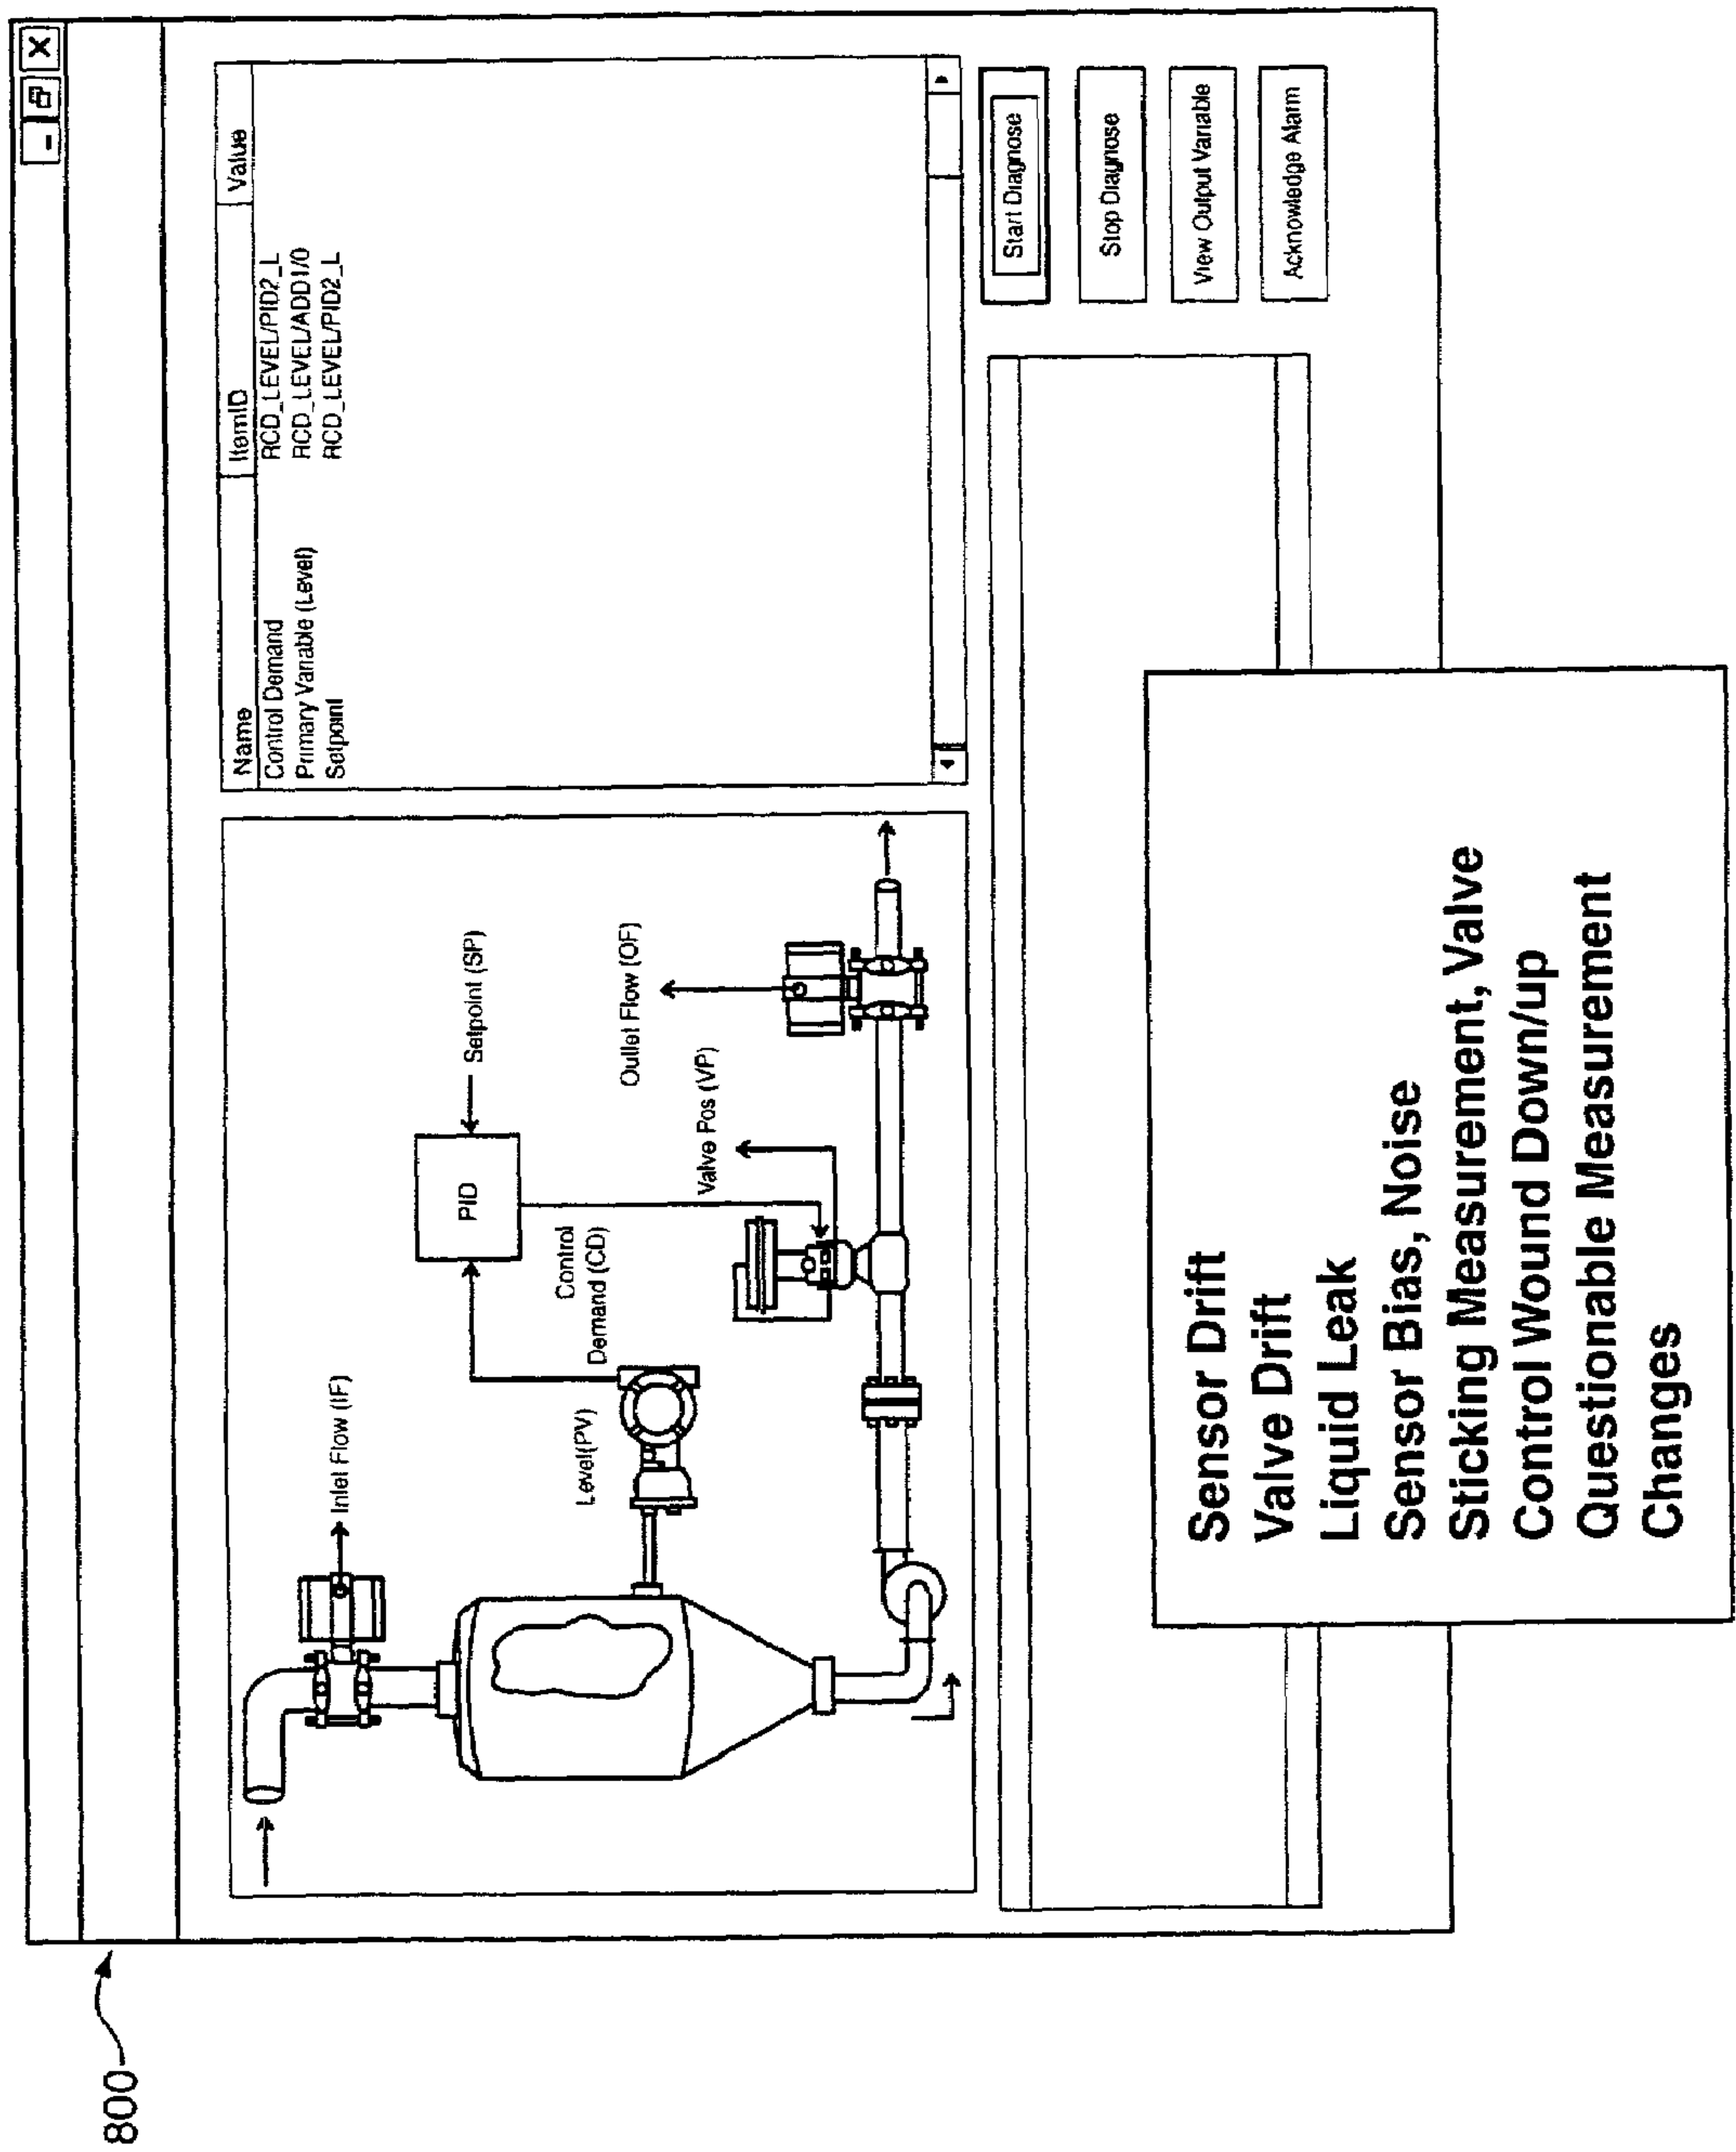 800
Inlet Flow (IF)
Level(PV)
Control
Demand (CD)
PID
Setpoint (SP)
Valve Pos (VP)
Outlet Flow (OF)
Name ItemID Value
Control Demand RCD_LEVEL/PID2_L
Primary Variable (Level) RCD_LEVEL/ADD1/0
Setpoint RCD_LEVEL/PID2_L
Start Diagnose
Stop Diagnose
View Output Variable
Acknowledge Alarm
Sensor Drift
Valve Drift
Liquid Leak
Sensor Bias, Noise
Sticking Measurement, Valve
Control Wound Down/up
Questionable Measurement
Changes